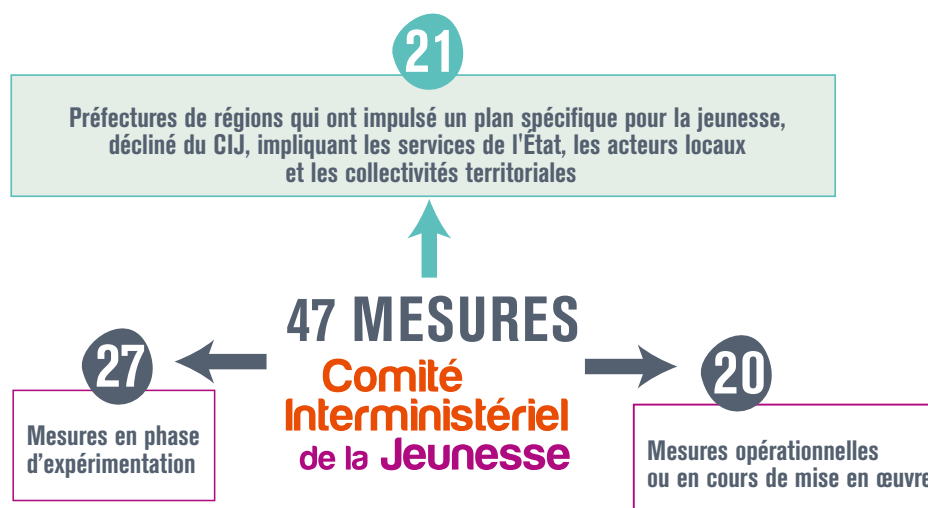 21
Préfectures de régions qui ont impulsé un plan spécifique pour la jeunesse,
décliné du CIJ, impliquant les services de l'État, les acteurs locaux
et les collectivités territoriales
47 MESURES
Comité
Interministériel
de la Jeunesse
27
Mesures en phase
d'expérimentation
20
Mesures opérationnelles
ou en cours de mise en œuvre